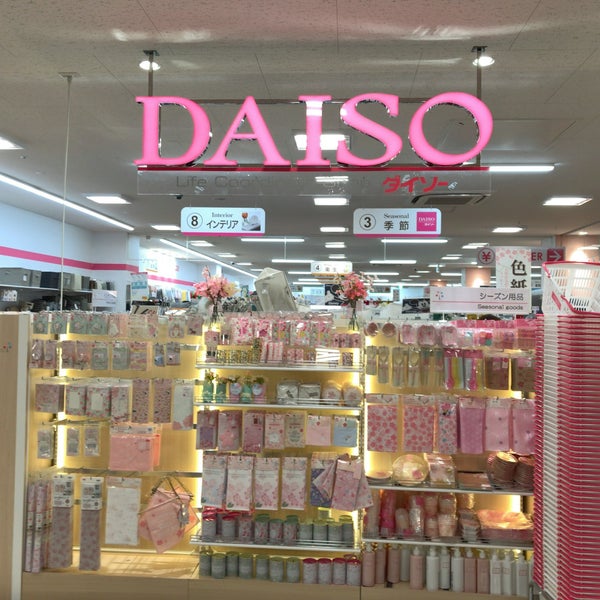 DAISO
Life
ダイソー
8 Interior インテリア
3 Seasonal 季節 DAISO
4
¥
色紙
シーズン用品
Seasonal goods